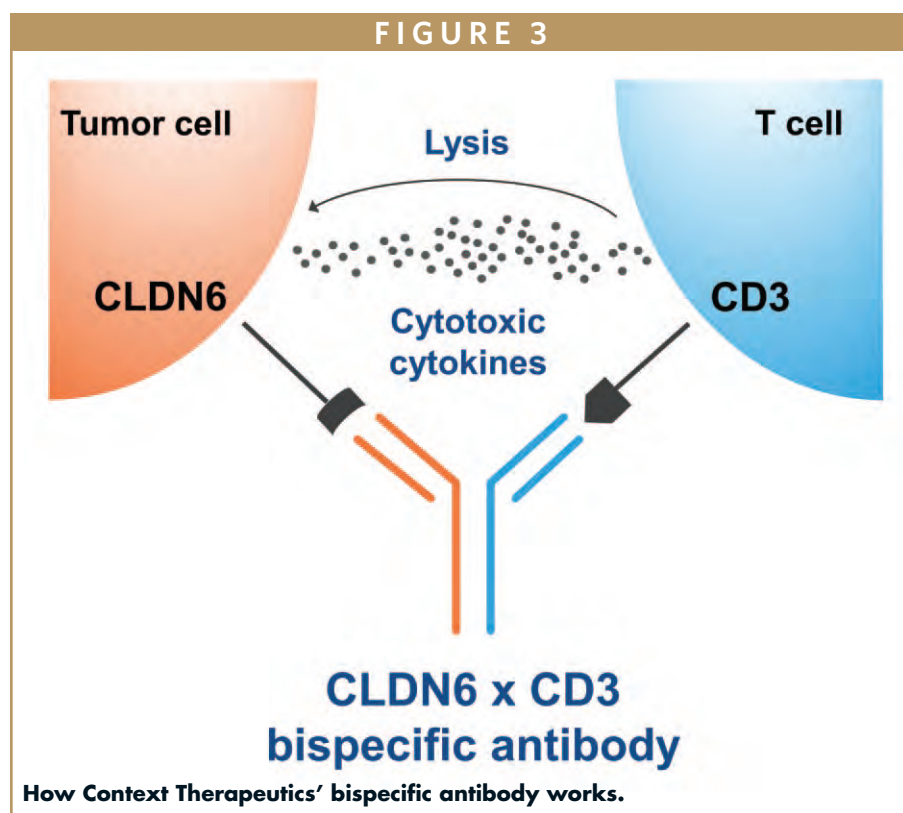 FIGURE 3
Tumor cell
T cell
Lysis
CLDN6
CD3
Cytotoxic
cytokines
CLDN6 x CD3
bispecific antibody
How Context Therapeutics’ bispecific antibody works.